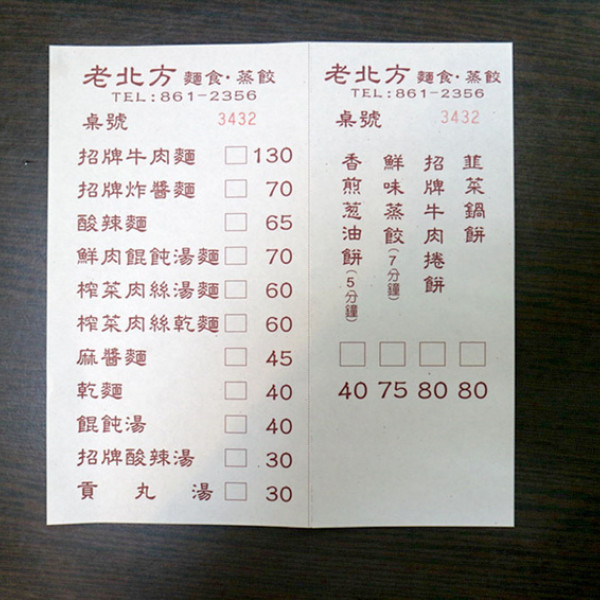 老北方 麵食·蒸餃
TEL:861-2356
桌號 3432
招牌牛肉麵 130
招牌炸醬麵 70
酸辣麵 65
鮮肉餛飩湯麵 70
榨菜肉絲湯麵 60
榨菜肉絲乾麵 60
麻醬麵 45
乾麵 40
餛飩湯 40
招牌酸辣湯 30
貢丸湯 30
老北方 麵食·蒸餃
TEL:861-2356
桌號 3432
韭菜鍋餅 80
招牌牛肉捲餅 80
鮮味蒸餃(7分鐘) 75
香煎蔥油餅(5分鐘) 40